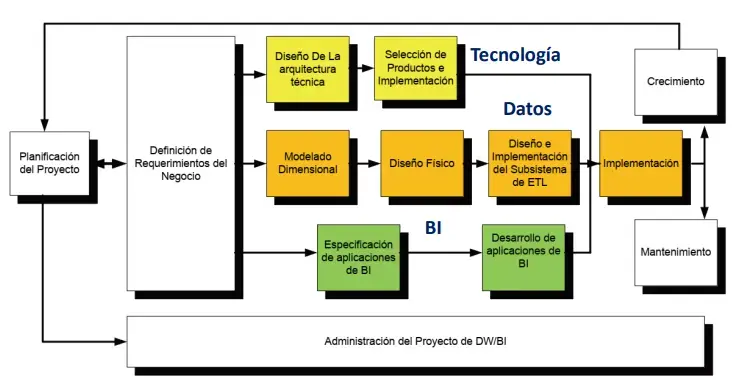 Planificación
del Proyecto
Definición de
Requerimientos del
Negocio
Diseño De La
arquitectura
técnica
Selección de
Productos e
Implementación
Tecnología
Datos
Modelado
Dimensional
Diseño Físico
Diseño e
Implementación
del Subsistema
de ETL
Implementación
Crecimiento
Mantenimiento
BI
Especificación
de aplicaciones
de BI
Desarrollo de
aplicaciones de
BI
Administración del Proyecto de DW/BI